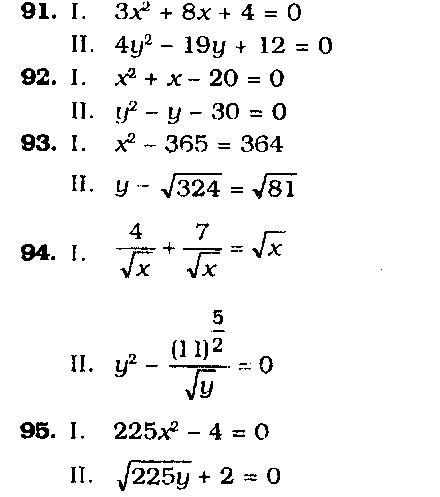 91. I. 3x² + 8x + 4 = 0
II. 4y² − 19y + 12 = 0
92. I. x² + x − 20 = 0
II. y² − y − 30 = 0
93. I. x² − 365 = 364
II. y − √324 = √81
94. I. 4/√x + 7/√x = √x
II. y² − (11)^(5/2)/√y = 0
95. I. 225x² − 4 = 0
II. √225y + 2 = 0